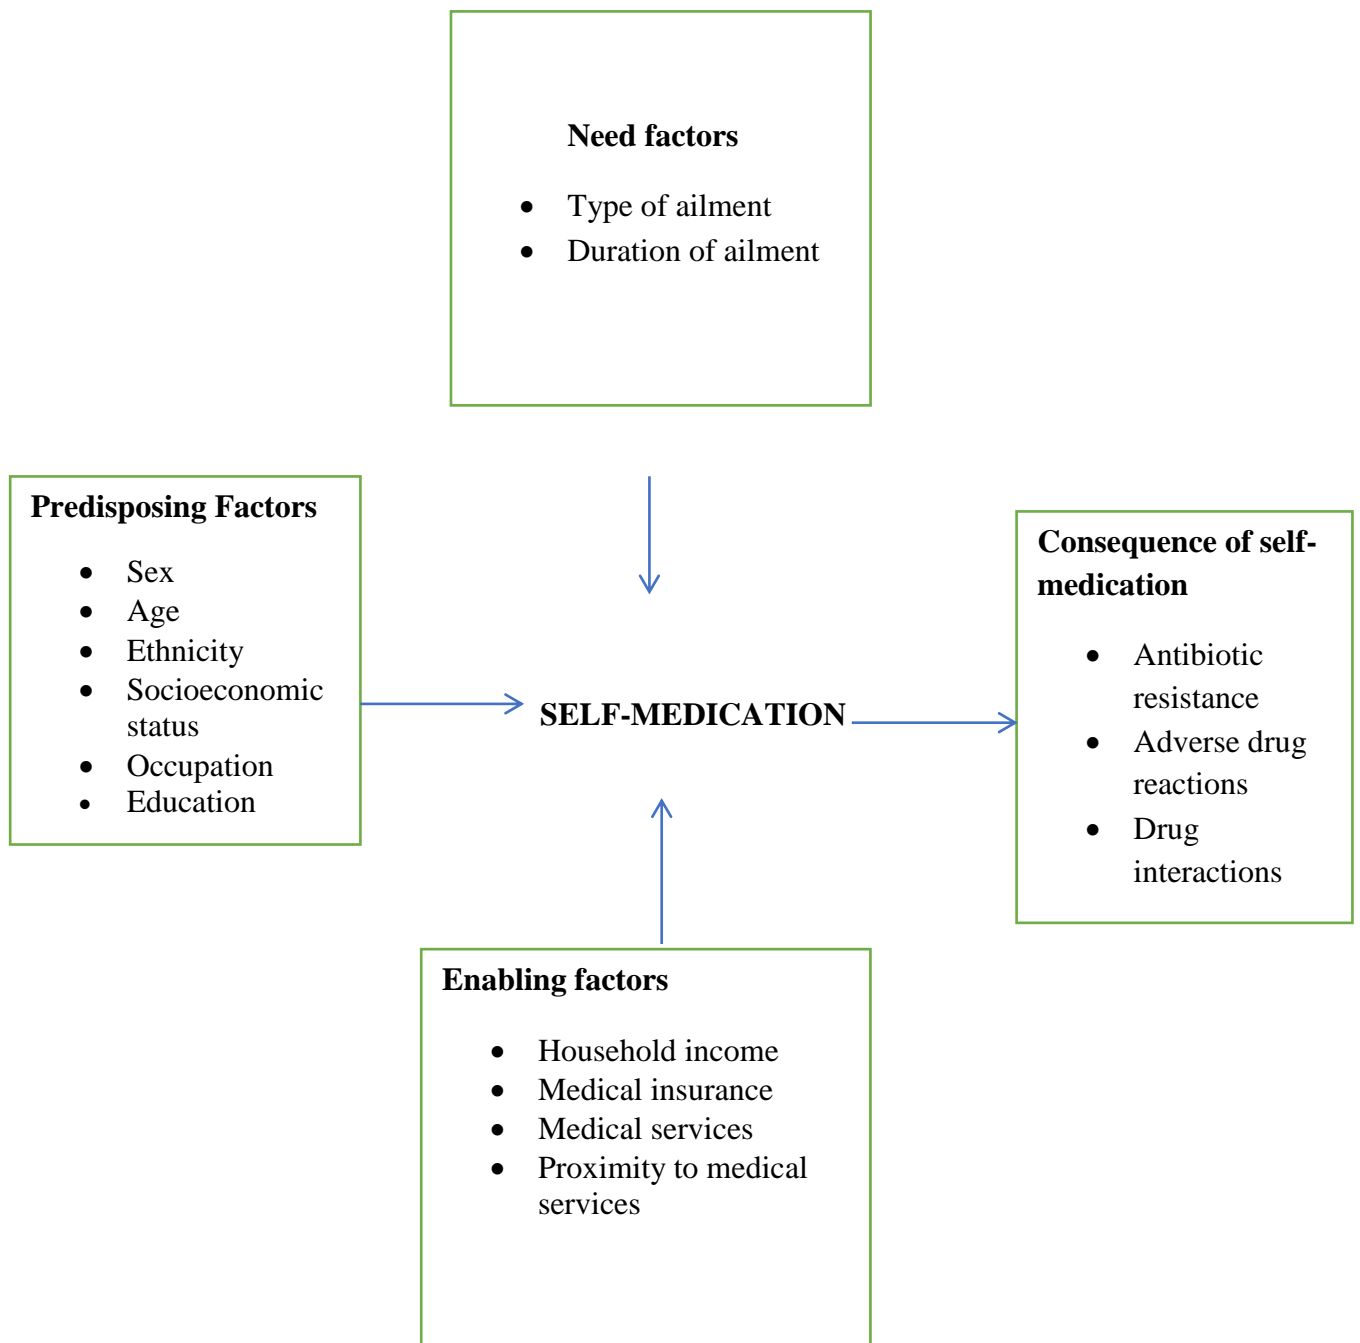 Need factors
• Type of ailment
• Duration of ailment
Predisposing Factors
• Sex
• Age
• Ethnicity
• Socioeconomic
status
• Occupation
• Education
SELF-MEDICATION
Consequence of self-
medication
• Antibiotic
resistance
• Adverse drug
reactions
• Drug
interactions
Enabling factors
• Household income
• Medical insurance
• Medical services
• Proximity to medical
services